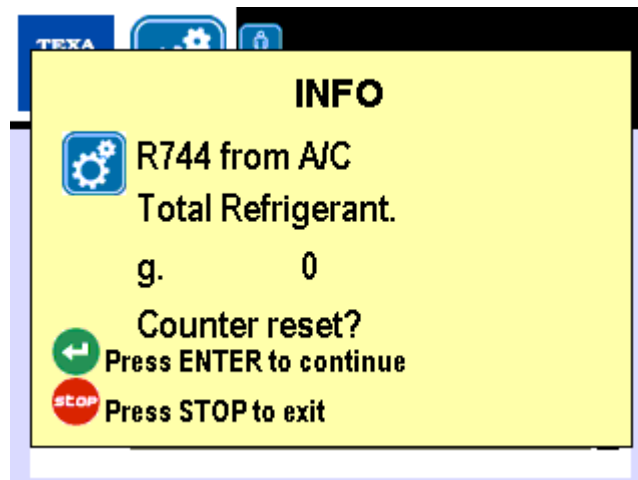 TEXA
INFO
R744 from A/C
Total Refrigerant.
g. 0
Counter reset?
Press ENTER to continue
stop Press STOP to exit